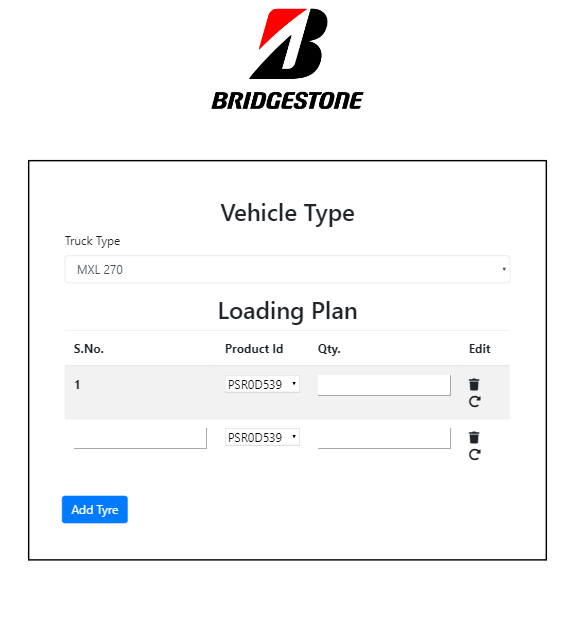 BRIDGESTONE
Vehicle Type
Truck Type
MXL 270
Loading Plan
S.No. Product Id Qty. Edit
1 PSR0D539
PSR0D539
Add Tyre